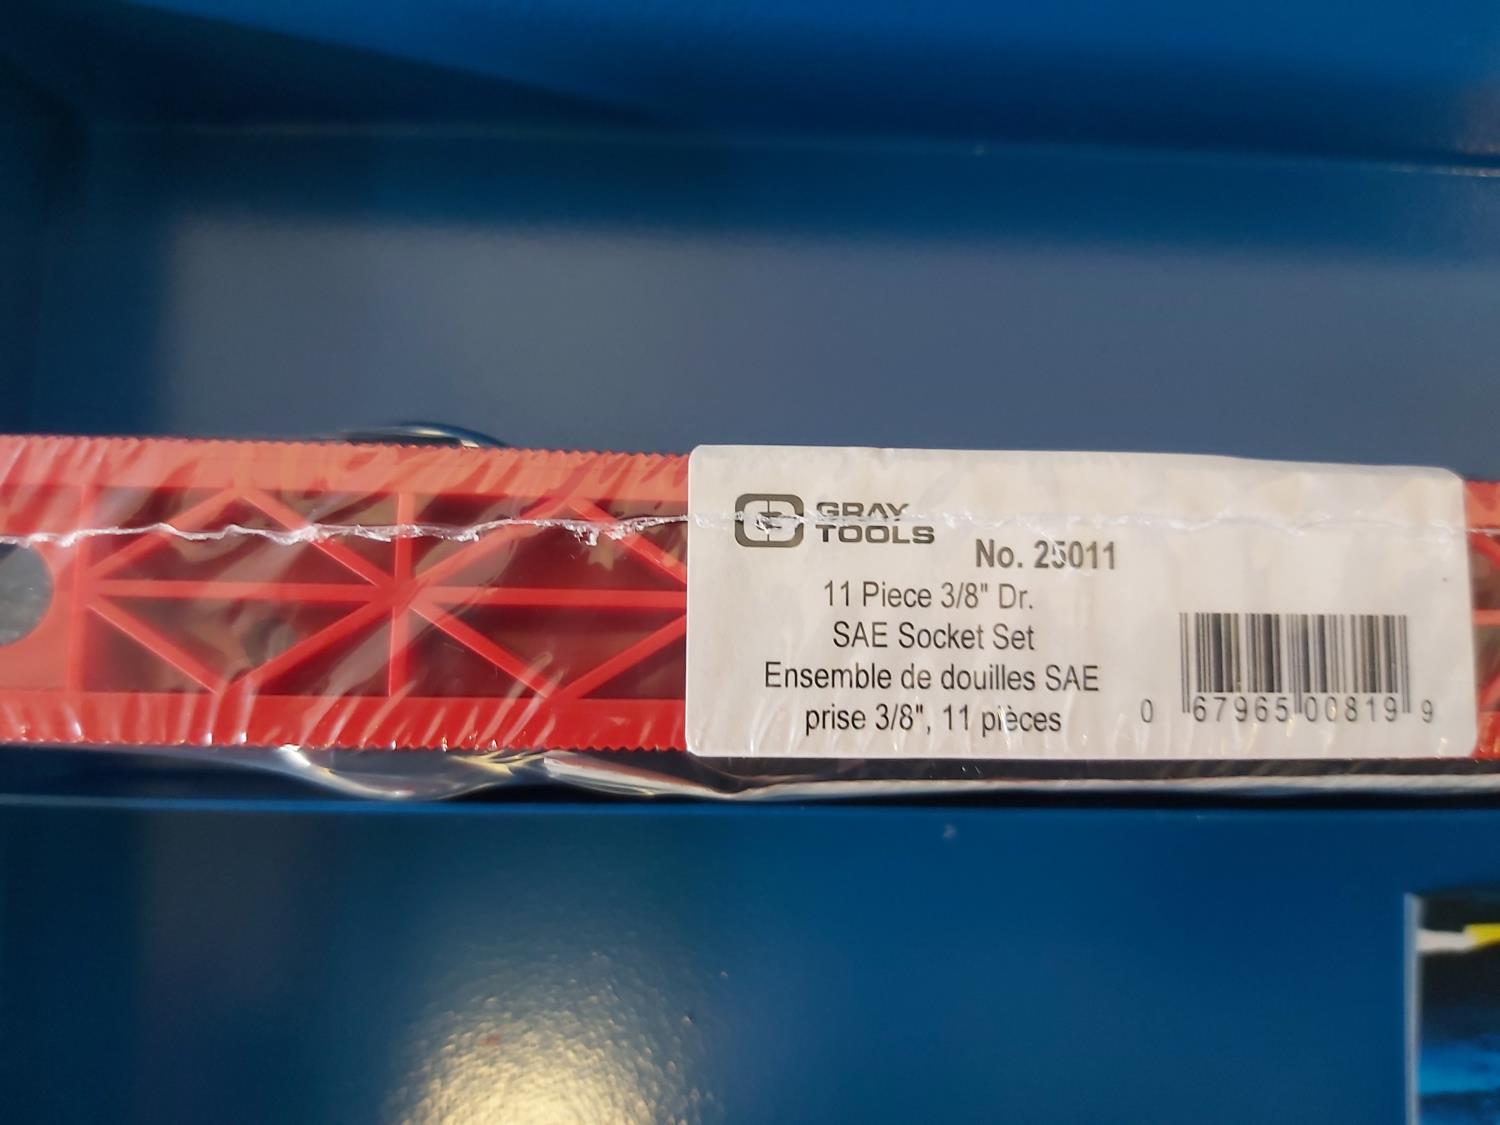 GRAY
TOOLS
No. 25011
11 Piece 3/8" Dr.
SAE Socket Set
Ensemble de douilles SAE
prise 3/8", 11 pièces
0 67965 00819 9